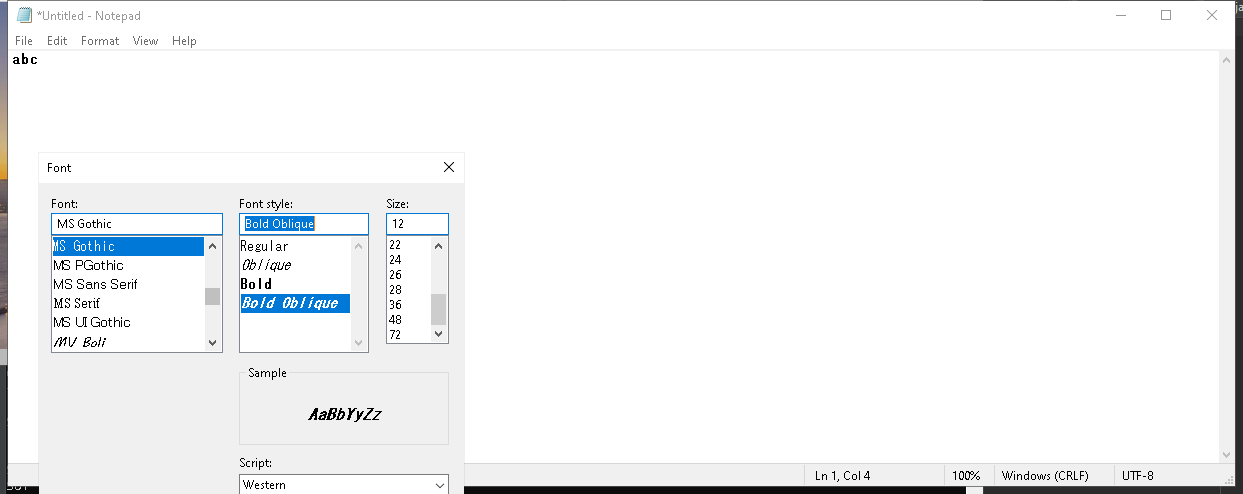 *Untitled - Notepad
File Edit Format View Help
abc
Font
Font: Font style: Size:
MS Gothic Bold Oblique 12
MS Gothic Regular 22
MS PGothic Oblique 24
MS Sans Serif Bold 26
MS Serif Bold Oblique 28
MS UI Gothic 36
MV Boli 48
72
Sample
AaBbYyZz
Script:
Western
Ln 1, Col 4 100% Windows (CRLF) UTF-8